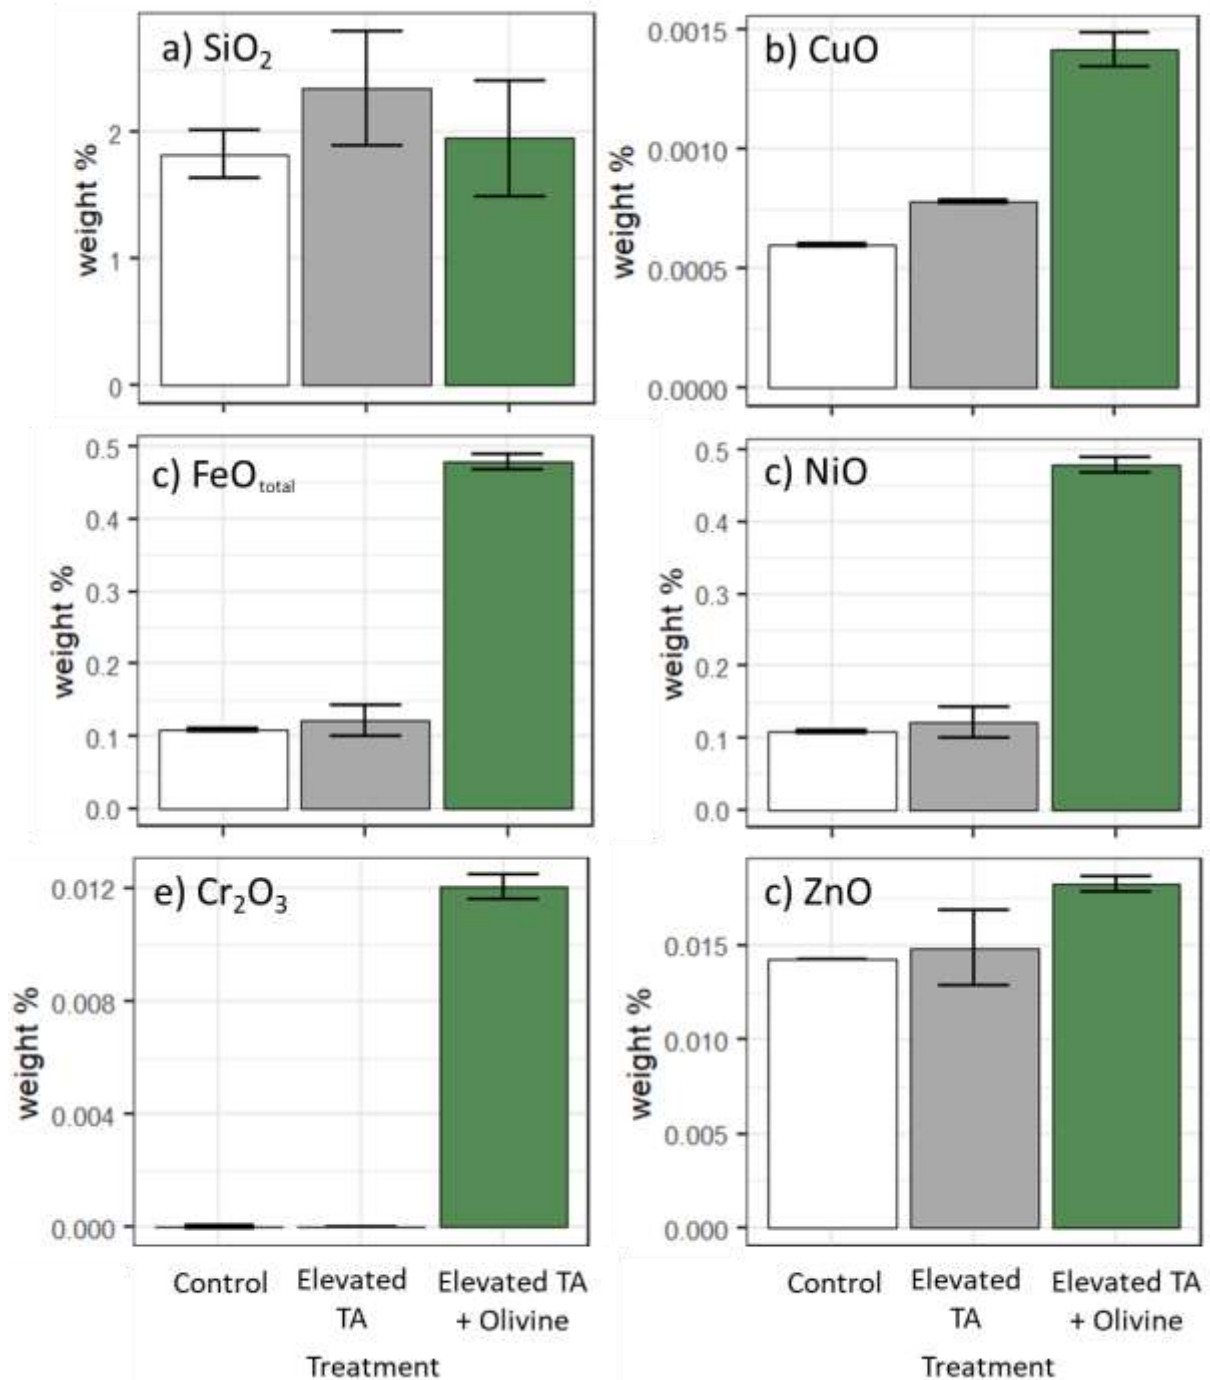 a) SiO₂
weight %
2
1
0
b) CuO
weight %
0.0015
0.0010
0.0005
0.0000
c) FeO total
weight %
0.5
0.4
0.3
0.2
0.1
0.0
c) NiO
weight %
0.5
0.4
0.3
0.2
0.1
0.0
e) Cr₂O₃
weight %
0.012
0.008
0.004
0.000
Control
Elevated
TA
Elevated TA
+ Olivine
Treatment
c) ZnO
weight %
0.015
0.010
0.005
0.000
Control
Elevated
TA
Elevated TA
+ Olivine
Treatment